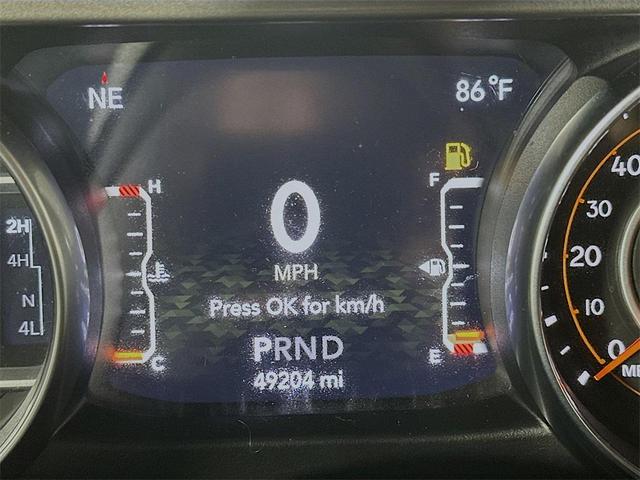 NE
86°F
H
F
0
MPH
Press OK for km/h
PRND
49204 mi
C
E
2H
4H
N
4L
40
30
20
10
0